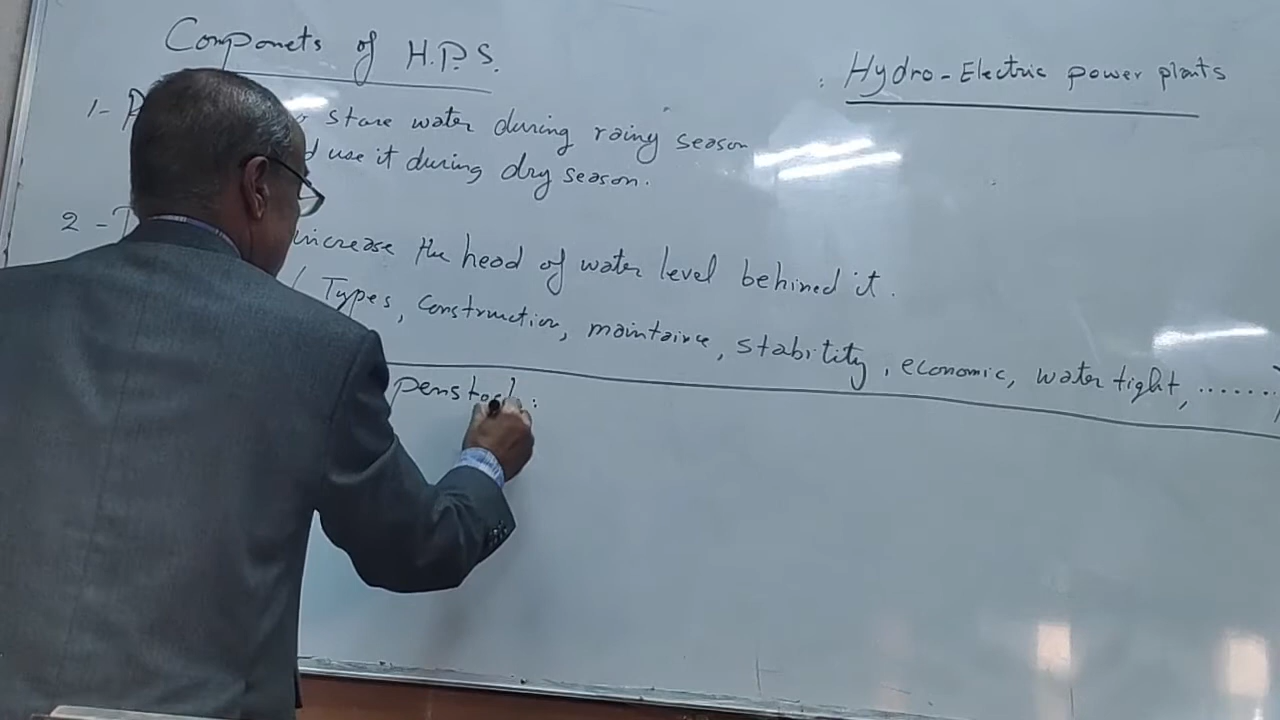 Componets of H.P.S.
Hydro-Electric power plants
1- store water during rainy season
use it during dry season.
2- increase the head of water level behined it.
Types, Construction, maintaince, stabitity, economic, water tight, ......
penstock :